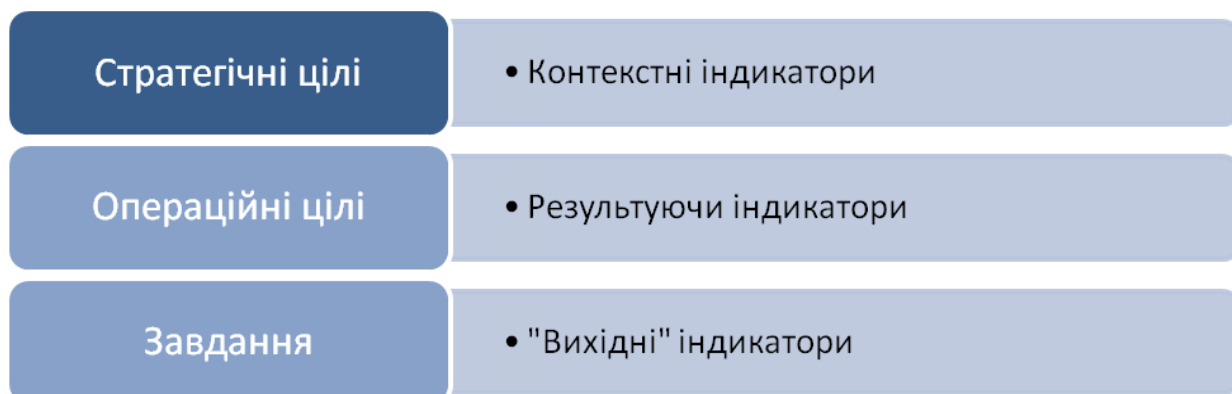 Стратегічні цілі
• Контекстні індикатори
Операційні цілі
• Результуючи індикатори
Завдання
• "Вихідні" індикатори